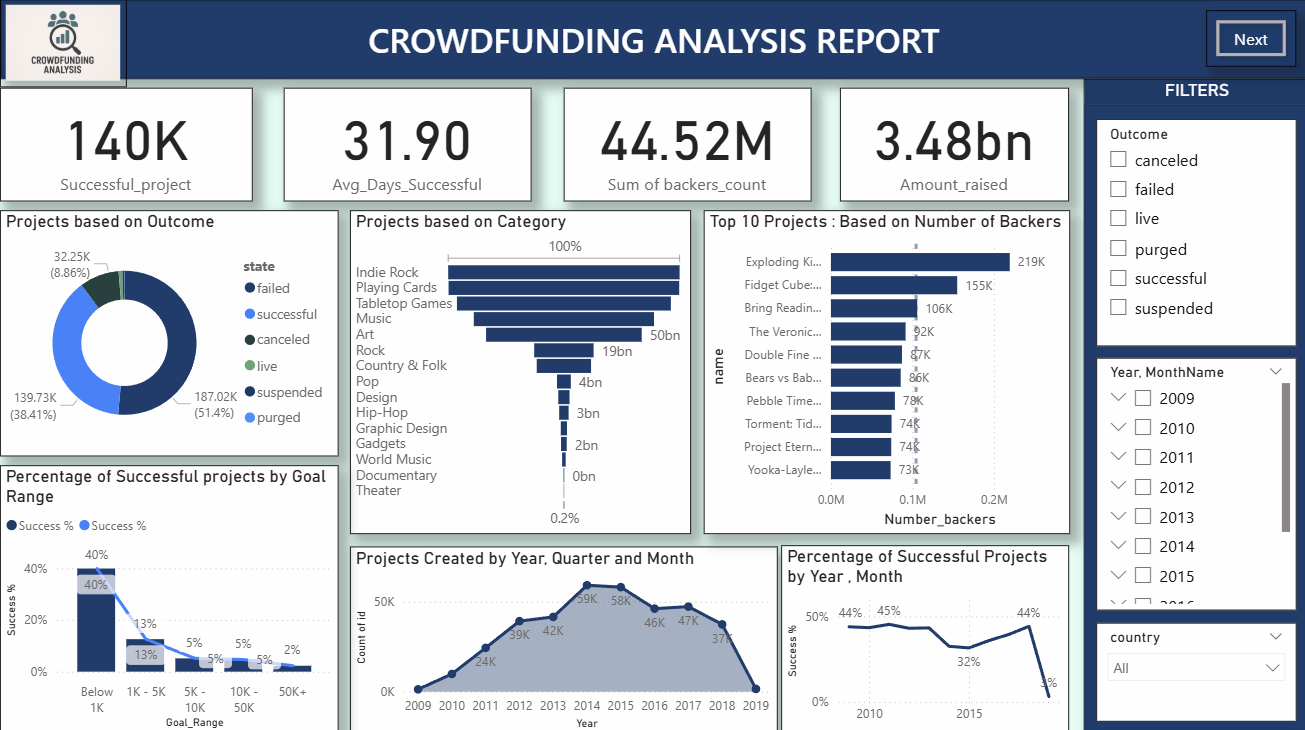 CROWDFUNDING
ANALYSIS
CROWDFUNDING ANALYSIS REPORT
Next
140K
Successful_project
31.90
Avg_Days_Successful
44.52M
Sum of backers_count
3.48bn
Amount_raised
FILTERS
Outcome
canceled
failed
live
purged
successful
suspended
Year, MonthName
2009
2010
2011
2012
2013
2014
2015
country
All
Projects based on Outcome
32.25K
(8.86%)
139.73K
(38.41%)
187.02K
(51.4%)
state
failed
successful
canceled
live
suspended
purged
Projects based on Category
100%
Indie Rock
Playing Cards
Tabletop Games
Music
Art 50bn
Rock 19bn
Country & Folk
Pop 4bn
Design
Hip-Hop 3bn
Graphic Design
Gadgets 2bn
World Music
Documentary 0bn
Theater
0.2%
Top 10 Projects : Based on Number of Backers
name
Exploding Ki... 219K
Fidget Cube:... 155K
Bring Readin... 106K
The Veronic... 92K
Double Fine ... 87K
Bears vs Bab... 86K
Pebble Time... 78K
Torment: Tid... 74K
Project Etern... 74K
Yooka-Layle... 73K
0.0M 0.1M 0.2M
Number_backers
Percentage of Successful projects by Goal
Range
Success % Success %
Success %
40%
20%
0%
40%
40%
13%
13%
5%
5%
5%
5%
2%
Below
1K
1K - 5K
5K -
10K
10K -
50K
50K+
Goal_Range
Projects Created by Year, Quarter and Month
Count of id
50K
0K
24K
39K
42K
59K
58K
46K
47K
37K
2009 2010 2011 2012 2013 2014 2015 2016 2017 2018 2019
Year
Percentage of Successful Projects
by Year , Month
Success %
50%
0%
44%
45%
32%
44%
3%
2010 2015